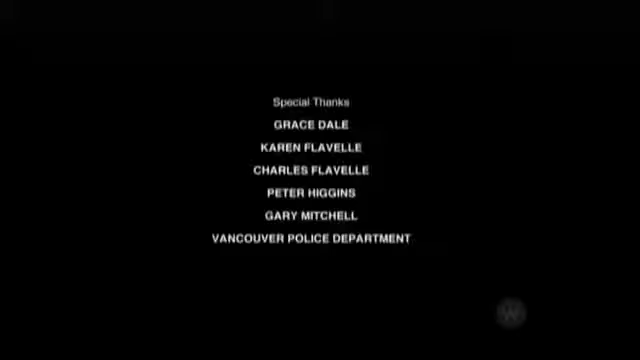 Special Thanks
GRACE DALE
KAREN FLAVELLE
CHARLES FLAVELLE
PETER HIGGINS
GARY MITCHELL
VANCOUVER POLICE DEPARTMENT
W